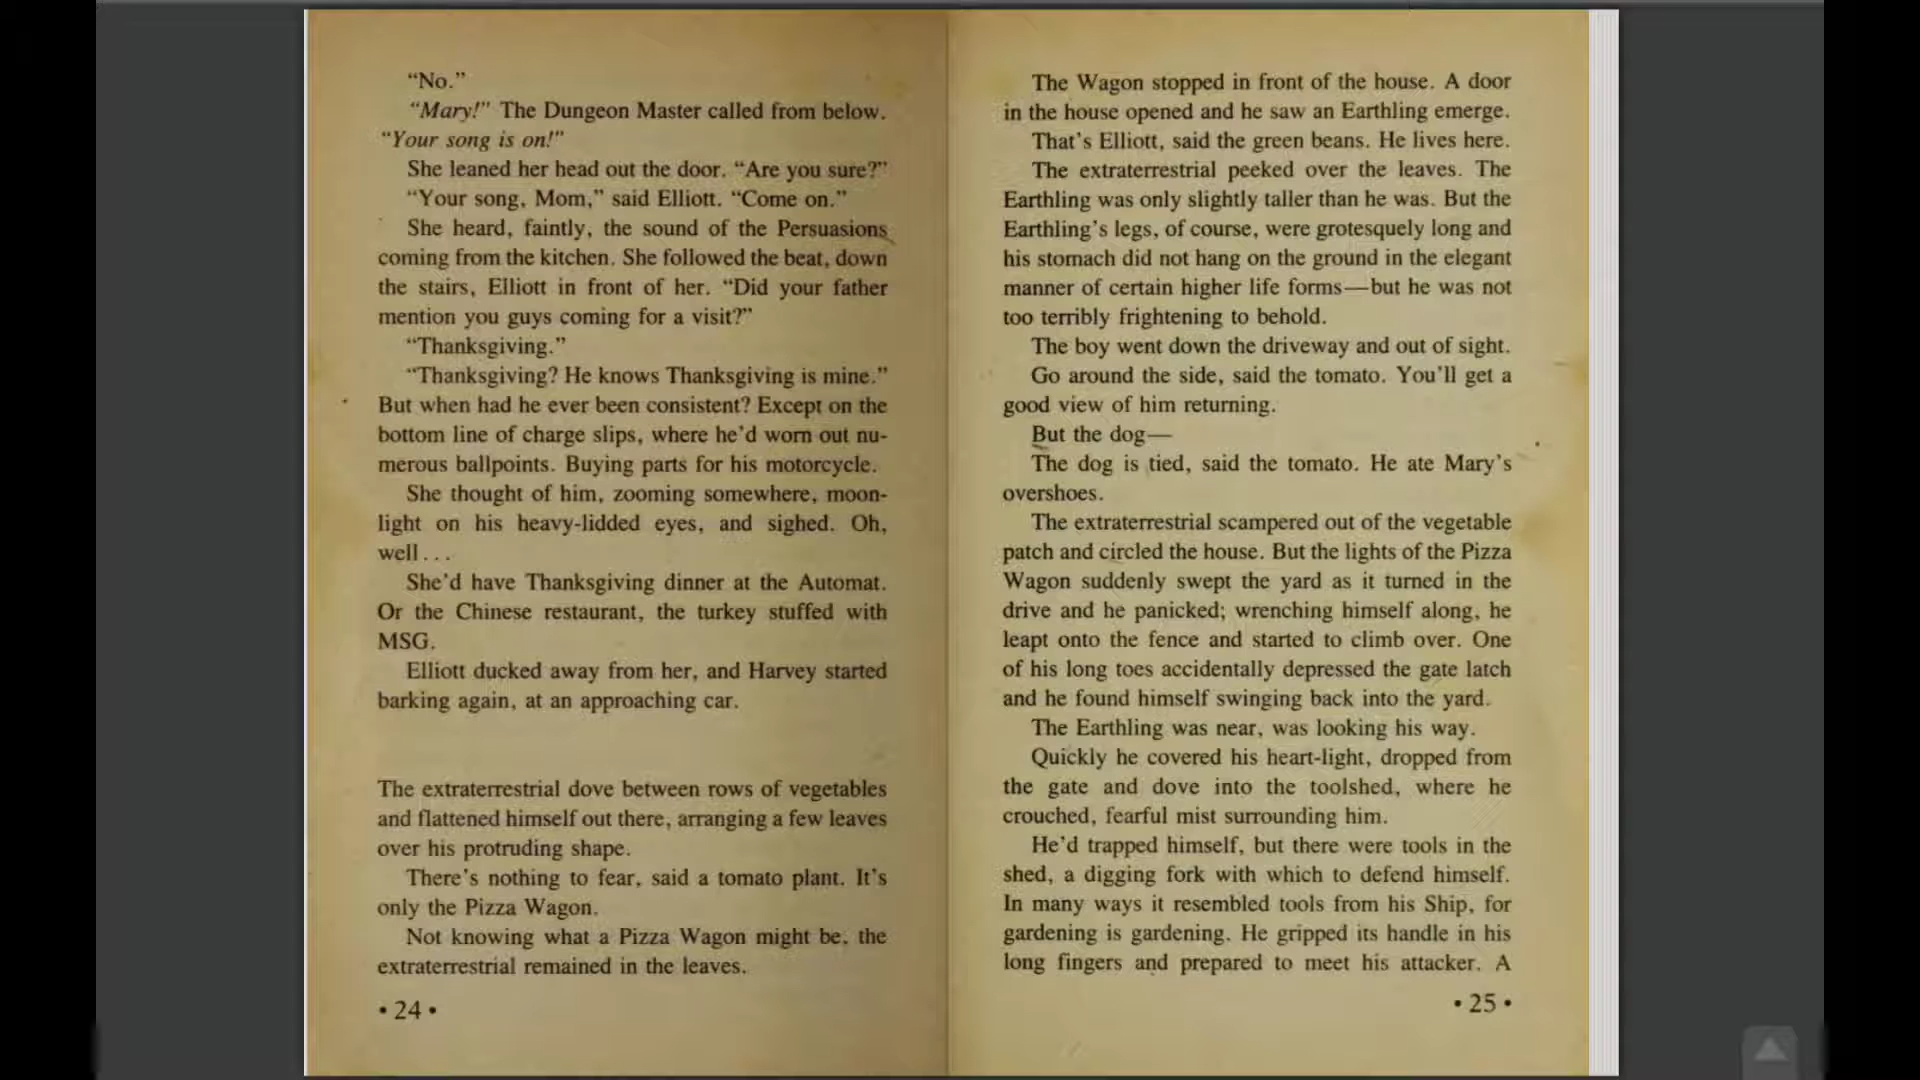 “No.”
“Mary!” The Dungeon Master called from below.
“Your song is on!”
She leaned her head out the door. “Are you sure?”
“Your song, Mom,” said Elliott. “Come on.”
She heard, faintly, the sound of the Persuasions
coming from the kitchen. She followed the beat, down
the stairs, Elliott in front of her. “Did your father
mention you guys coming for a visit?”
“Thanksgiving.”
“Thanksgiving? He knows Thanksgiving is mine.”
But when had he ever been consistent? Except on the
bottom line of charge slips, where he’d worn out nu-
merous ballpoints. Buying parts for his motorcycle.
She thought of him, zooming somewhere, moon-
light on his heavy-lidded eyes, and sighed. Oh,
well . . .
She’d have Thanksgiving dinner at the Automat.
Or the Chinese restaurant, the turkey stuffed with
MSG.
Elliott ducked away from her, and Harvey started
barking again, at an approaching car.
The extraterrestrial dove between rows of vegetables
and flattened himself out there, arranging a few leaves
over his protruding shape.
There’s nothing to fear, said a tomato plant. It’s
only the Pizza Wagon.
Not knowing what a Pizza Wagon might be, the
extraterrestrial remained in the leaves.
• 24 •
The Wagon stopped in front of the house. A door
in the house opened and he saw an Earthling emerge.
That’s Elliott, said the green beans. He lives here.
The extraterrestrial peeked over the leaves. The
Earthling was only slightly taller than he was. But the
Earthling’s legs, of course, were grotesquely long and
his stomach did not hang on the ground in the elegant
manner of certain higher life forms—but he was not
too terribly frightening to behold.
The boy went down the driveway and out of sight.
Go around the side, said the tomato. You’ll get a
good view of him returning.
But the dog—
The dog is tied, said the tomato. He ate Mary’s
overshoes.
The extraterrestrial scampered out of the vegetable
patch and circled the house. But the lights of the Pizza
Wagon suddenly swept the yard as it turned in the
drive and he panicked; wrenching himself along, he
leapt onto the fence and started to climb over. One
of his long toes accidentally depressed the gate latch
and he found himself swinging back into the yard.
The Earthling was near, was looking his way.
Quickly he covered his heart-light, dropped from
the gate and dove into the toolshed, where he
crouched, fearful mist surrounding him.
He’d trapped himself, but there were tools in the
shed, a digging fork with which to defend himself.
In many ways it resembled tools from his Ship, for
gardening is gardening. He gripped its handle in his
long fingers and prepared to meet his attacker. A
• 25 •